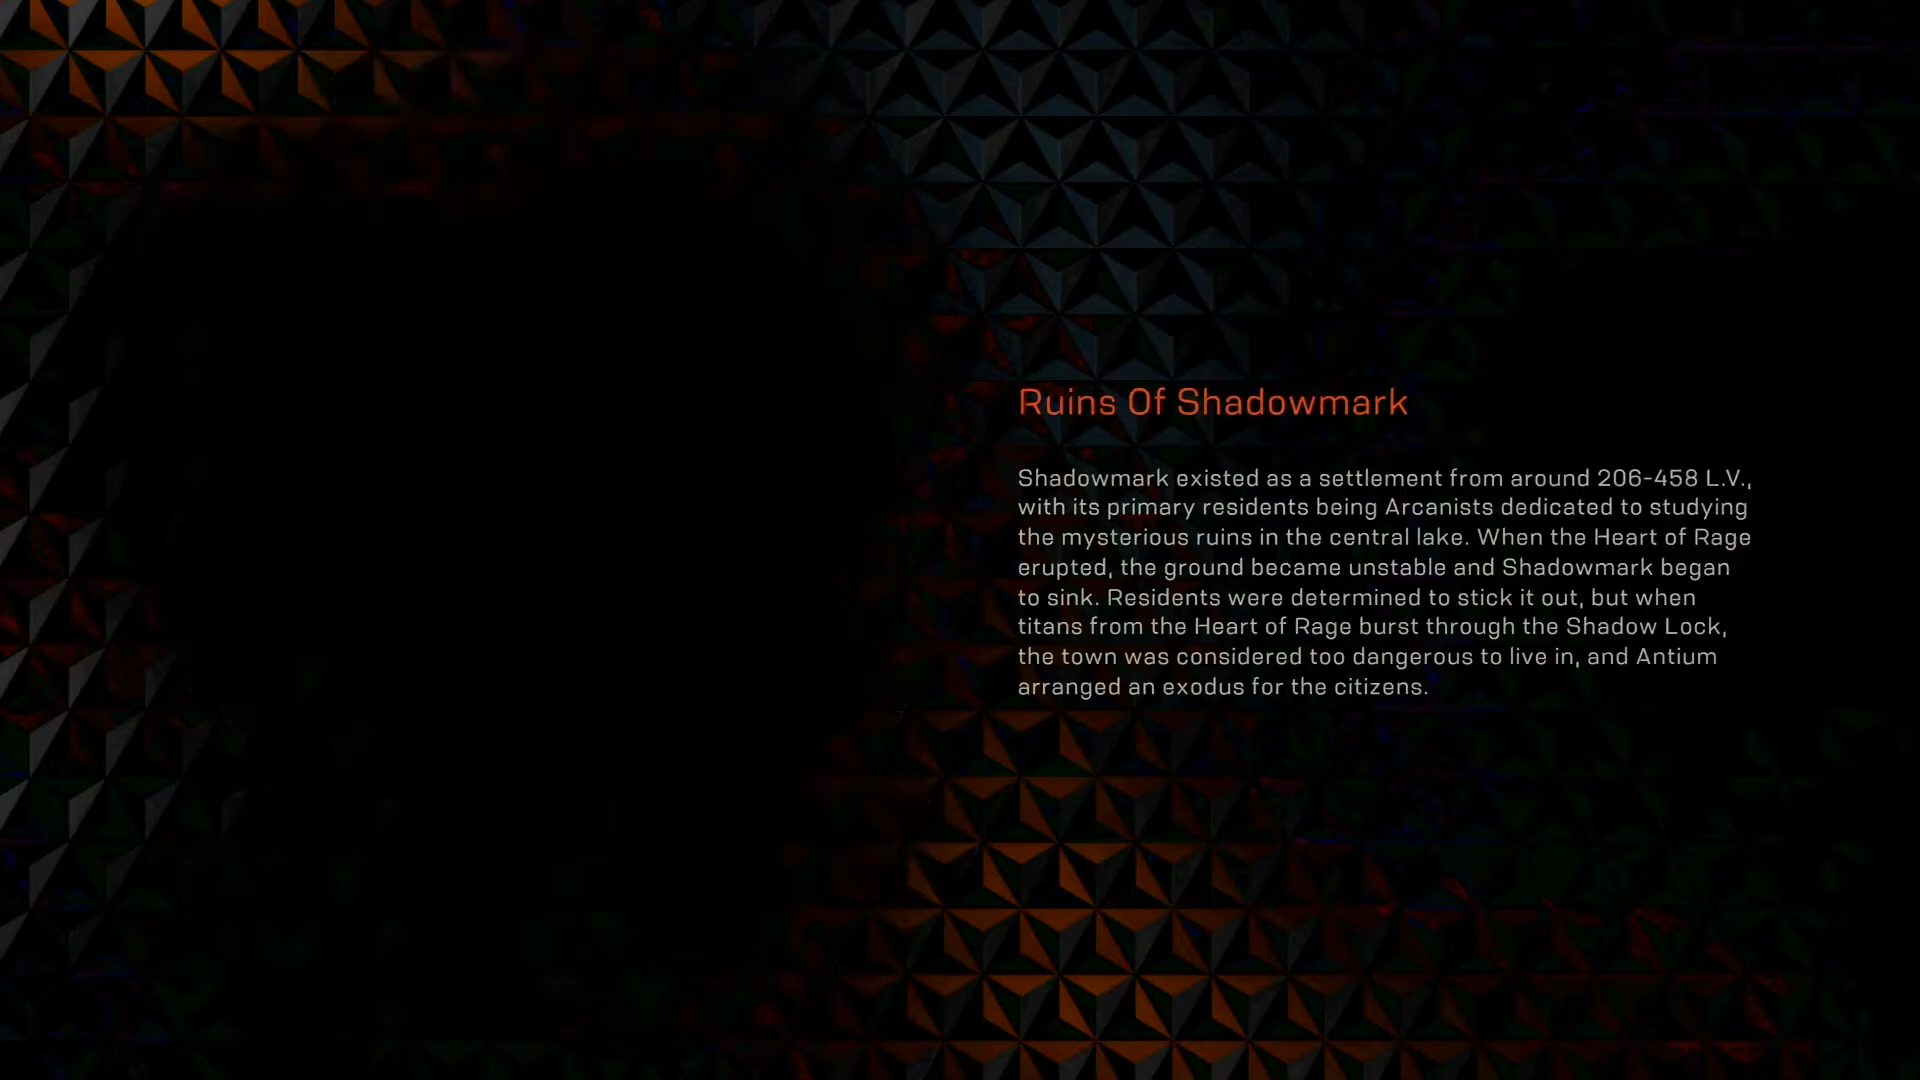 Ruins Of Shadowmark
Shadowmark existed as a settlement from around 206-458 L.V.,
with its primary residents being Arcanists dedicated to studying
the mysterious ruins in the central lake. When the Heart of Rage
erupted, the ground became unstable and Shadowmark began
to sink. Residents were determined to stick it out, but when
titans from the Heart of Rage burst through the Shadow Lock,
the town was considered too dangerous to live in, and Antium
arranged an exodus for the citizens.